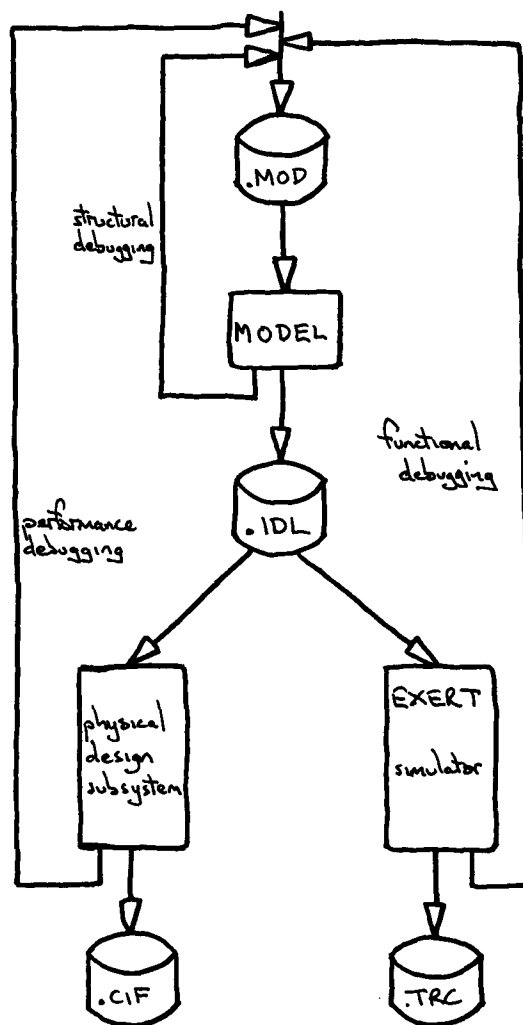 .MOD
structural
debugging
MODEL
functional
debugging
.IDL
performance
debugging
physical
design
subsystem
EXERT
simulator
.CIF
.TRC